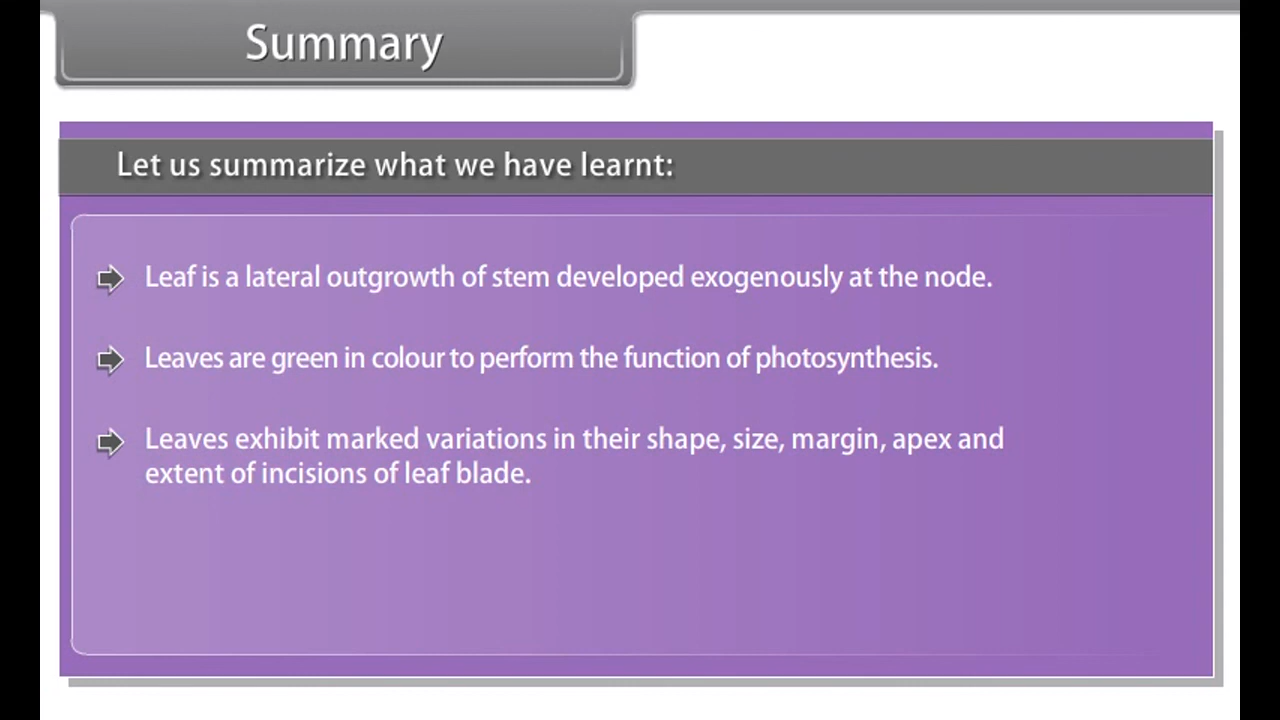 Summary
Let us summarize what we have learnt:
Leaf is a lateral outgrowth of stem developed exogenously at the node.
Leaves are green in colour to perform the function of photosynthesis.
Leaves exhibit marked variations in their shape, size, margin, apex and
extent of incisions of leaf blade.